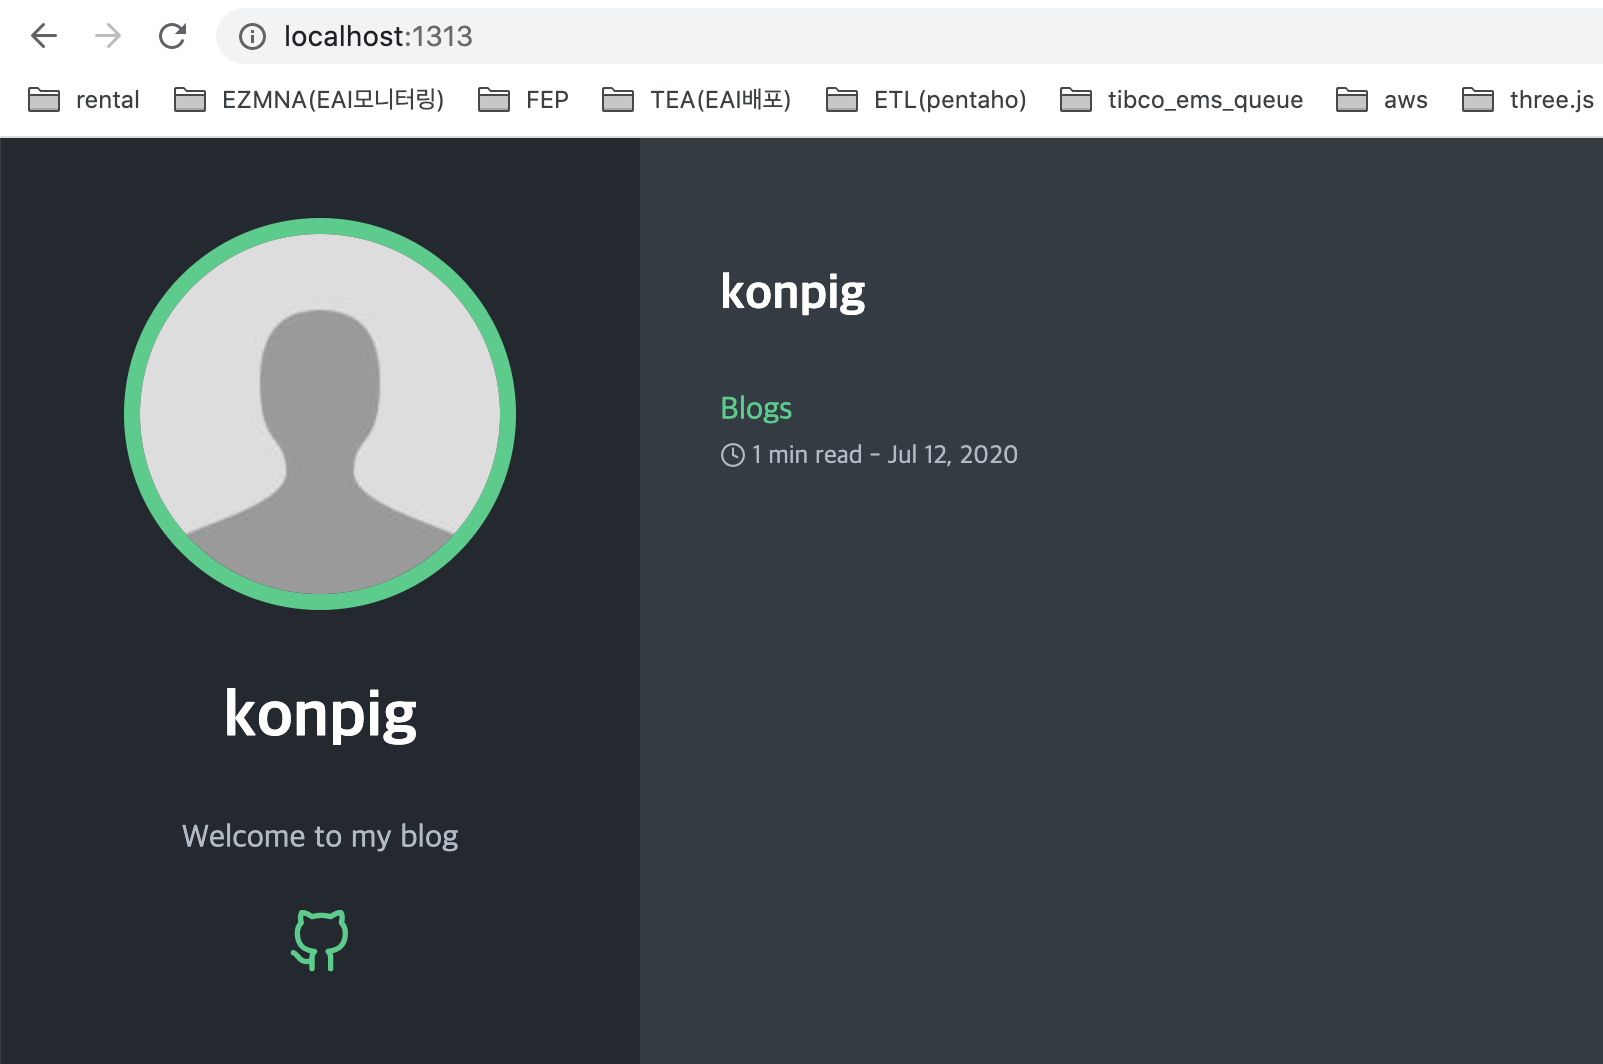 localhost:1313
rental EZMNA(EAI모니터링) FEP TEA(EAI배포) ETL(pentaho) tibco_ems_queue aws three.js
konpig
Welcome to my blog
konpig
Blogs
1 min read - Jul 12, 2020